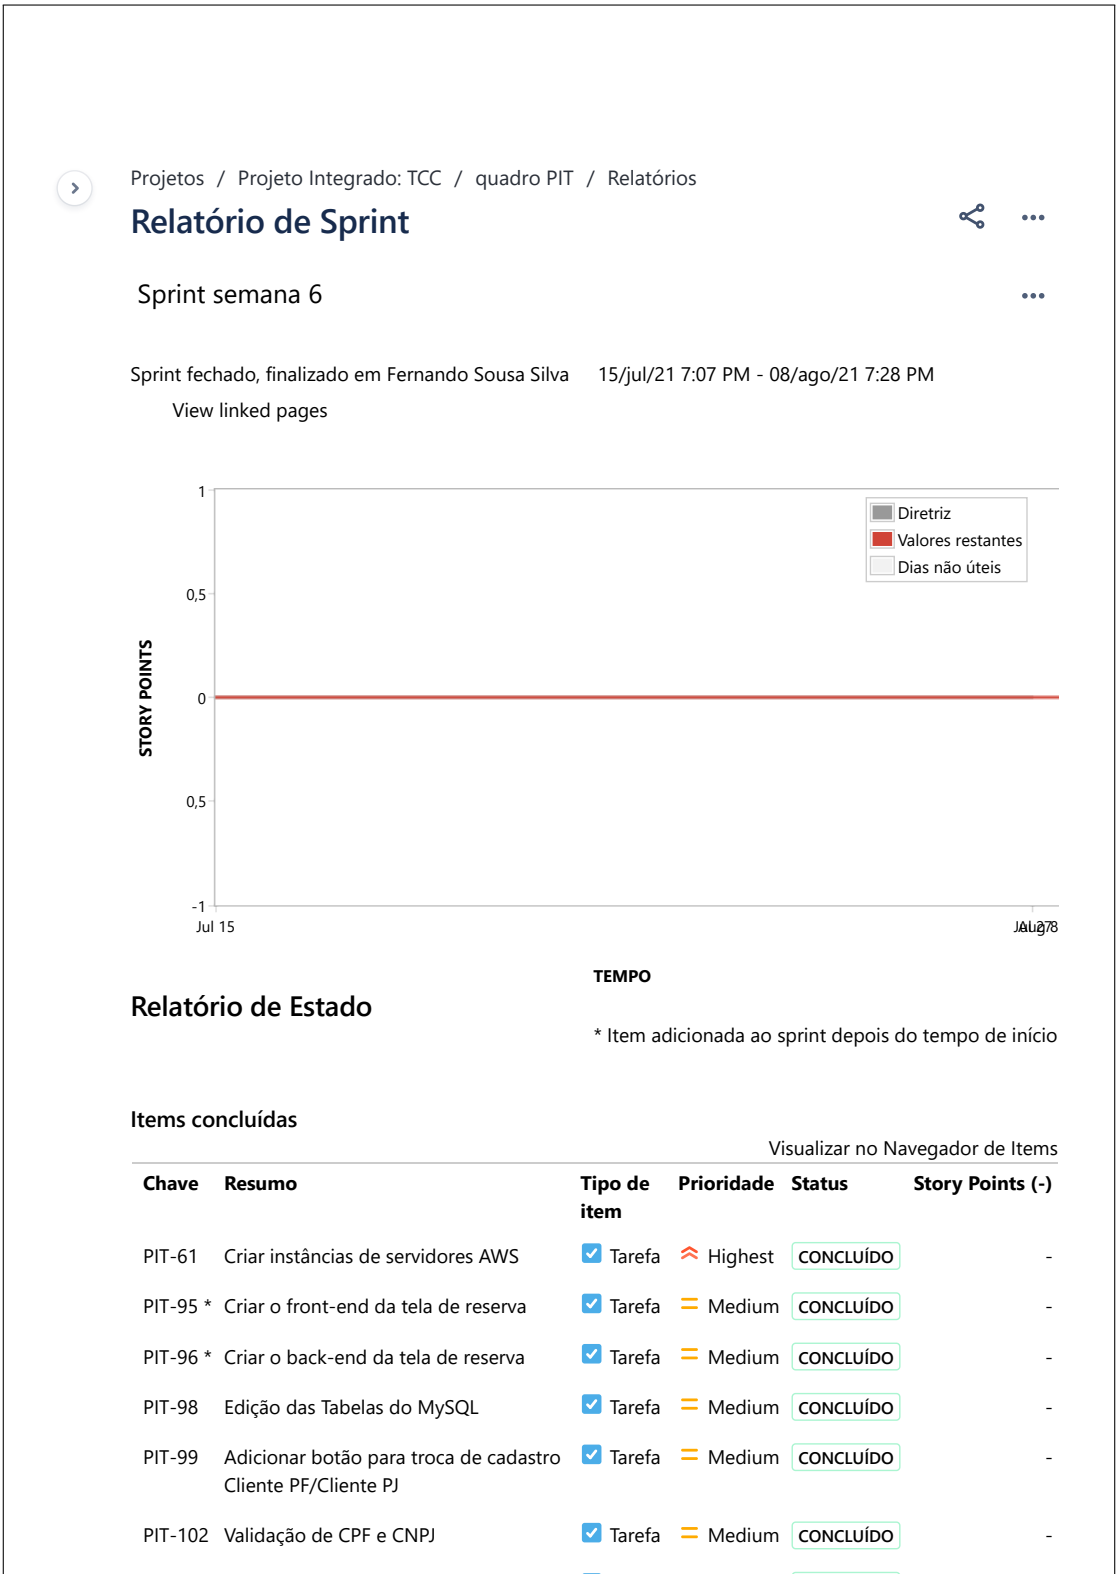 Projetos / Projeto Integrado: TCC / quadro PIT / Relatórios
Relatório de Sprint
Sprint semana 6
Sprint fechado, finalizado em Fernando Sousa Silva 15/jul/21 7:07 PM - 08/ago/21 7:28 PM
View linked pages
1
Diretriz
Valores restantes
Dias não úteis
0,5
STORY POINTS
0
0,5
-1
Jul 15
TEMPO
Relatório de Estado
* Item adicionada ao sprint depois do tempo de início
Items concluídas
Visualizar no Navegador de Items
Chave Resumo Tipo de item Prioridade Status Story Points (-)
PIT-61 Criar instâncias de servidores AWS Tarefa Highest CONCLUÍDO -
PIT-95 * Criar o front-end da tela de reserva Tarefa Medium CONCLUÍDO -
PIT-96 * Criar o back-end da tela de reserva Tarefa Medium CONCLUÍDO -
PIT-98 Edição das Tabelas do MySQL Tarefa Medium CONCLUÍDO -
PIT-99 Adicionar botão para troca de cadastro Tarefa Medium CONCLUÍDO -
Cliente PF/Cliente PJ
PIT-102 Validação de CPF e CNPJ Tarefa Medium CONCLUÍDO -